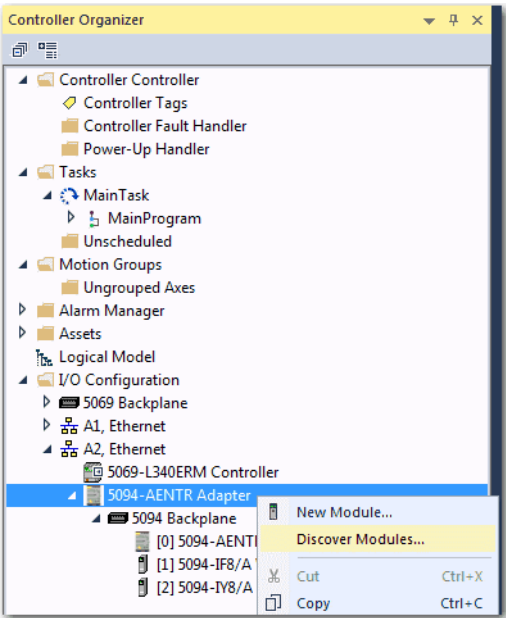 Controller Organizer
Controller Controller
Controller Tags
Controller Fault Handler
Power-Up Handler
Tasks
MainTask
MainProgram
Unscheduled
Motion Groups
Ungrouped Axes
Alarm Manager
Assets
Logical Model
I/O Configuration
5069 Backplane
A1, Ethernet
A2, Ethernet
5069-L340ERM Controller
5094-AENTR Adapter
New Module...
5094 Backplane
Discover Modules...
[0] 5094-AENT
[1] 5094-IF8/A
Cut Ctrl+X
[2] 5094-IY8/A
Copy Ctrl+C